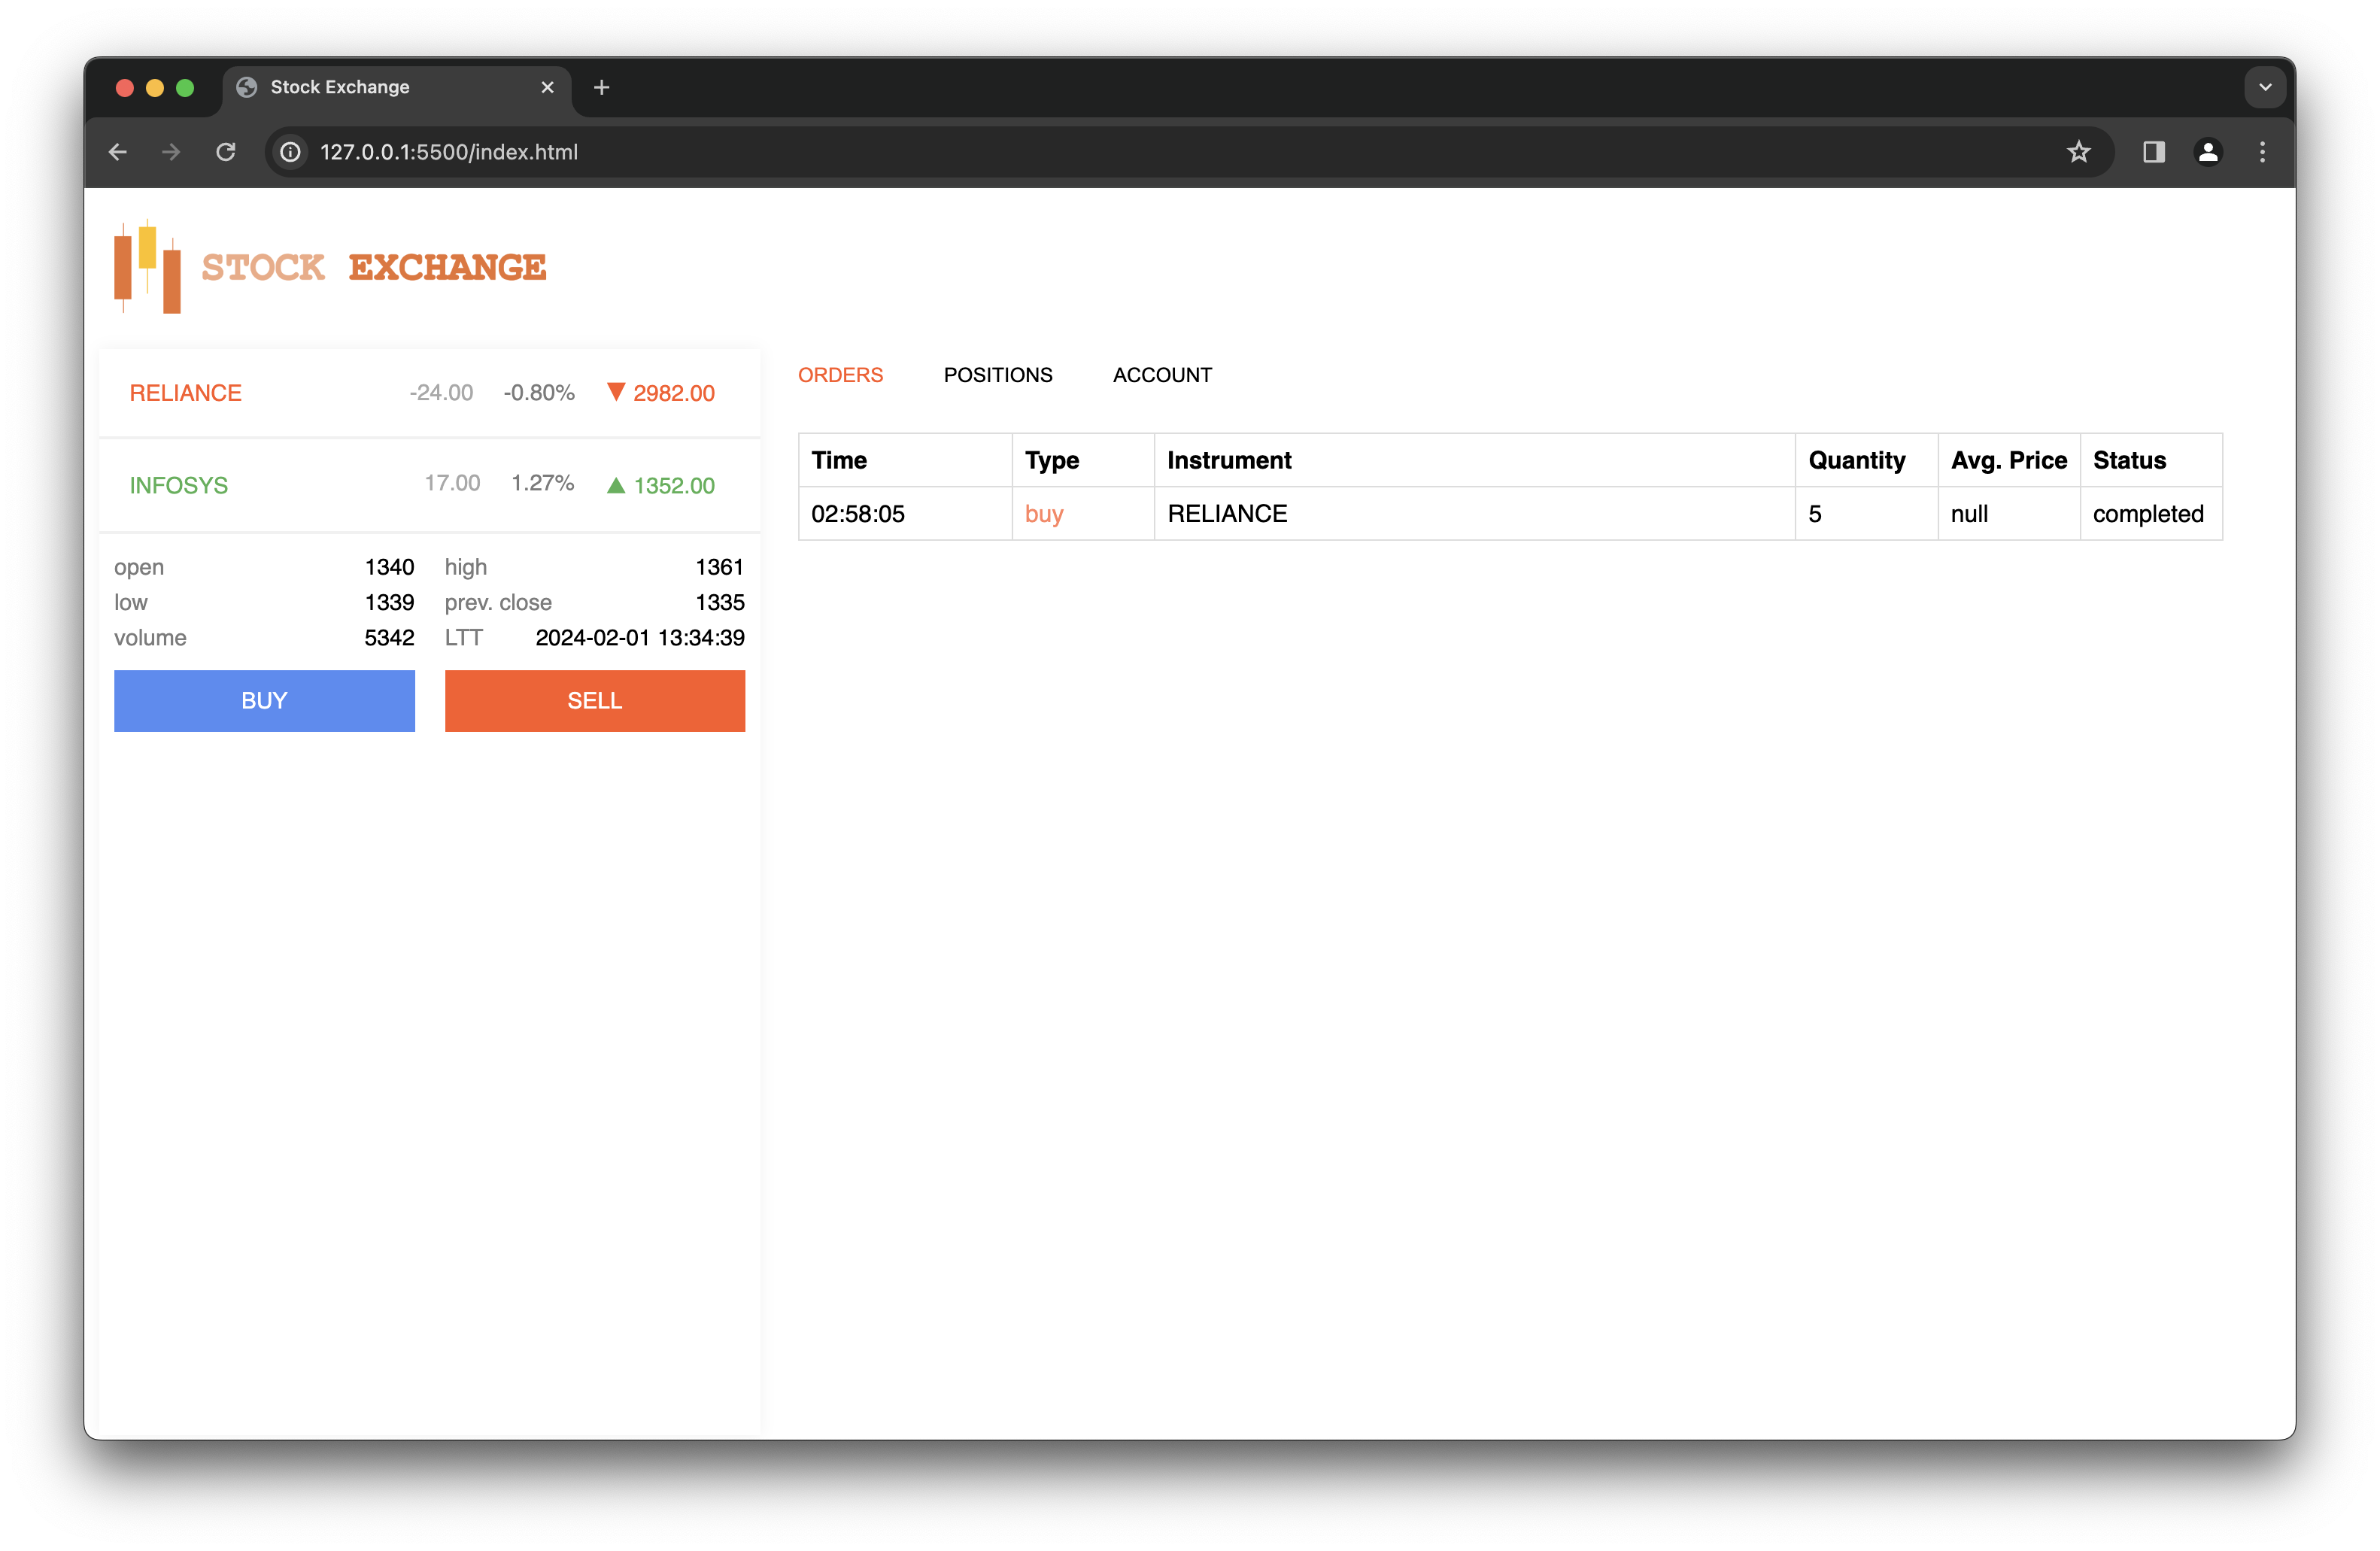 Stock Exchange
127.0.0.1:5500/index.html
STOCK EXCHANGE
RELIANCE -24.00 -0.80% ▼ 2982.00
INFOSYS 17.00 1.27% ▲ 1352.00
open 1340 high 1361
low 1339 prev. close 1335
volume 5342 LTT 2024-02-01 13:34:39
BUY SELL
ORDERS POSITIONS ACCOUNT
Time Type Instrument Quantity Avg. Price Status
02:58:05 buy RELIANCE 5 null completed